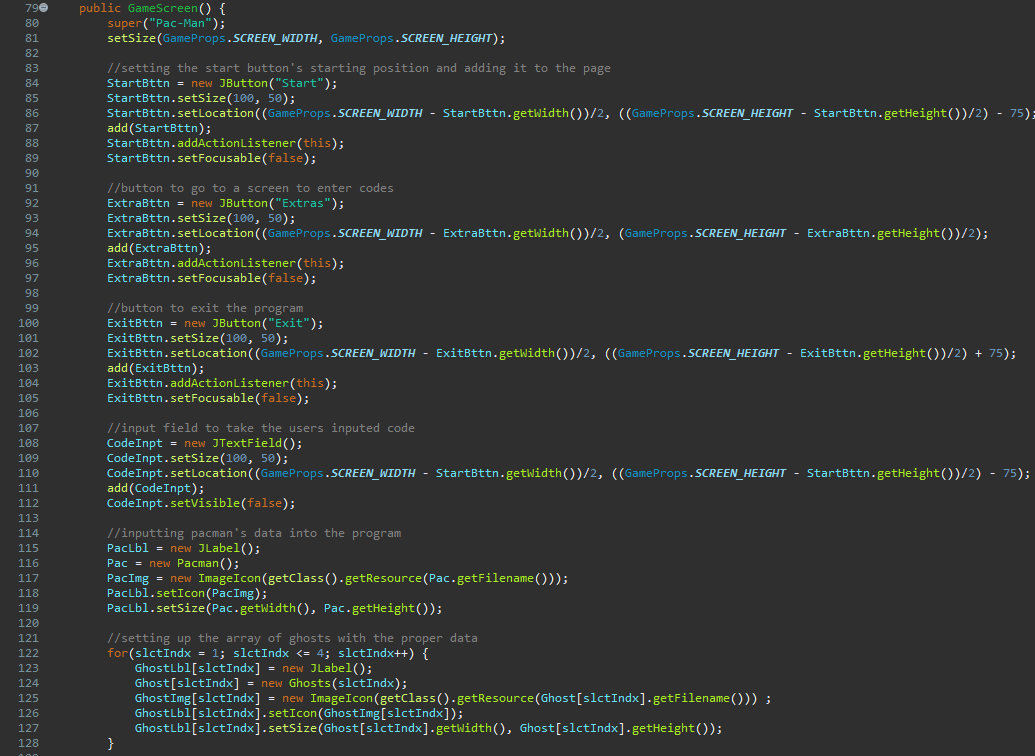 79 public GameScreen() {
80 super("Pac-Man");
81 setSize(GameProps.SCREEN_WIDTH, GameProps.SCREEN_HEIGHT);
82
83 //setting the start button's starting position and adding it to the page
84 StartBttn = new JButton("Start");
85 StartBttn.setSize(100, 50);
86 StartBttn.setLocation((GameProps.SCREEN_WIDTH - StartBttn.getWidth())/2, ((GameProps.SCREEN_HEIGHT - StartBttn.getHeight())/2) - 75);
87 add(StartBttn);
88 StartBttn.addActionListener(this);
89 StartBttn.setFocusable(false);
90
91 //button to go to a screen to enter codes
92 ExtraBttn = new JButton("Extras");
93 ExtraBttn.setSize(100, 50);
94 ExtraBttn.setLocation((GameProps.SCREEN_WIDTH - ExtraBttn.getWidth())/2, (GameProps.SCREEN_HEIGHT - ExtraBttn.getHeight())/2);
95 add(ExtraBttn);
96 ExtraBttn.addActionListener(this);
97 ExtraBttn.setFocusable(false);
98
99 //button to exit the program
100 ExitBttn = new JButton("Exit");
101 ExitBttn.setSize(100, 50);
102 ExitBttn.setLocation((GameProps.SCREEN_WIDTH - ExitBttn.getWidth())/2, ((GameProps.SCREEN_HEIGHT - ExitBttn.getHeight())/2) + 75);
103 add(ExitBttn);
104 ExitBttn.addActionListener(this);
105 ExitBttn.setFocusable(false);
106
107 //input field to take the users inputed code
108 CodeInpt = new JTextField();
109 CodeInpt.setSize(100, 50);
110 CodeInpt.setLocation((GameProps.SCREEN_WIDTH - StartBttn.getWidth())/2, ((GameProps.SCREEN_HEIGHT - StartBttn.getHeight())/2) - 75);
111 add(CodeInpt);
112 CodeInpt.setVisible(false);
113
114 //inputting pacman's data into the program
115 PacLbl = new JLabel();
116 Pac = new Pacman();
117 PacImg = new ImageIcon(getClass().getResource(Pac.getFilename()));
118 PacLbl.setIcon(PacImg);
119 PacLbl.setSize(Pac.getWidth(), Pac.getHeight());
120
121 //setting up the array of ghosts with the proper data
122 for(slctIndx = 1; slctIndx <= 4; slctIndx++) {
123 GhostLbl[slctIndx] = new JLabel();
124 Ghost[slctIndx] = new Ghosts(slctIndx);
125 GhostImg[slctIndx] = new ImageIcon(getClass().getResource(Ghost[slctIndx].getFilename())) ;
126 GhostLbl[slctIndx].setIcon(GhostImg[slctIndx]);
127 GhostLbl[slctIndx].setSize(Ghost[slctIndx].getWidth(), Ghost[slctIndx].getHeight());
128 }